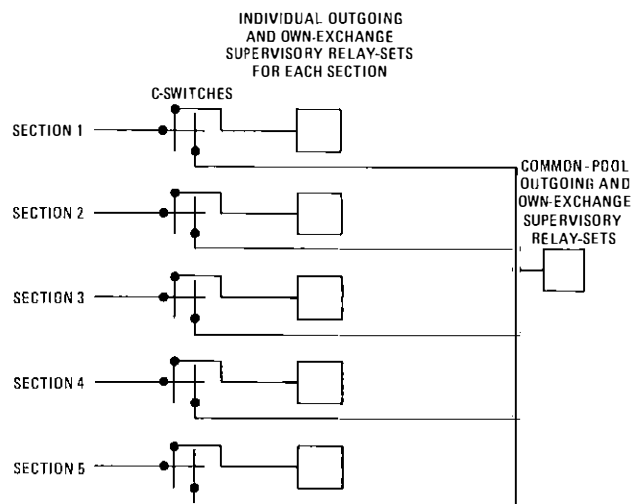 INDIVIDUAL OUTGOING
AND OWN-EXCHANGE
SUPERVISORY RELAY-SETS
FOR EACH SECTION
C-SWITCHES
SECTION 1
COMMON-POOL
OUTGOING AND
OWN-EXCHANGE
SUPERVISORY
RELAY-SETS
SECTION 2
SECTION 3
SECTION 4
SECTION 5